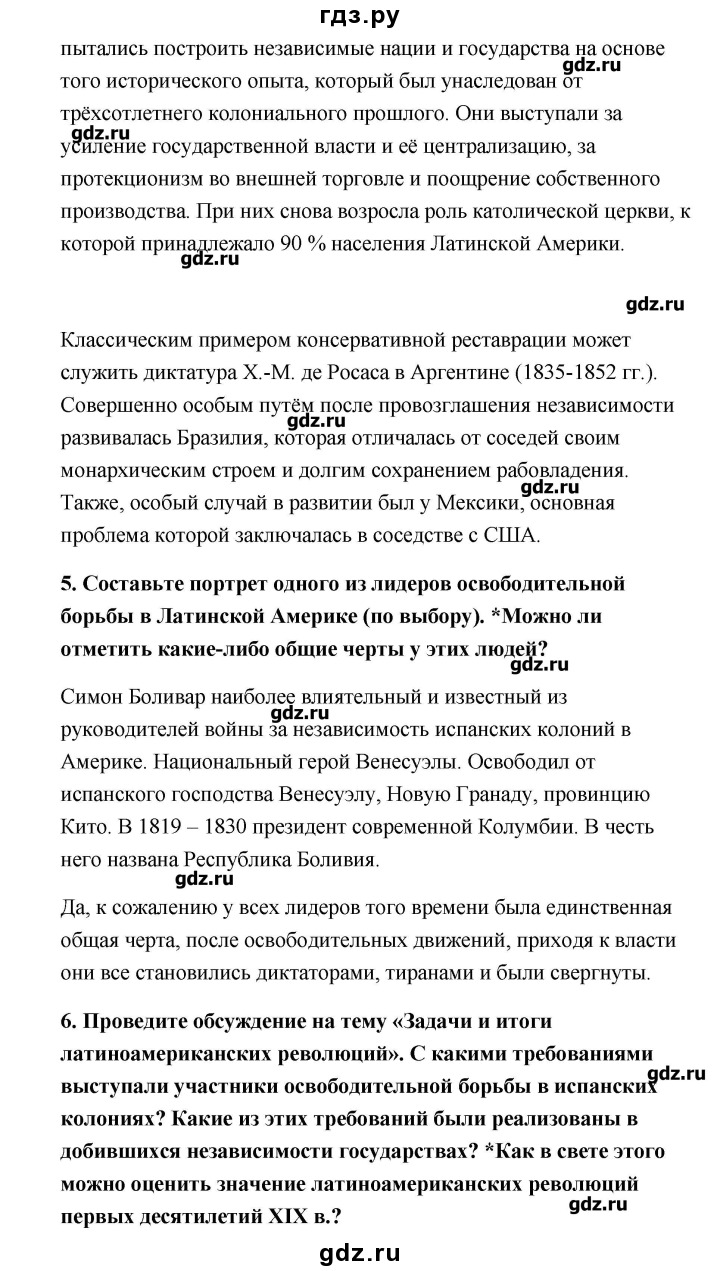 гдз.ру
пытались построить независимые нации и государства на основе
gdz.ru
того исторического опыта, который был унаследован от
трёхсотлетнего колониального прошлого. Они выступали за
gdz.ru
усиление государственной власти и её централизацию, за
протекционизм во внешней торговле и поощрение собственного
производства. При них снова возросла роль католической церкви, к
которой принадлежало 90 % населения Латинской Америки.
gdz.ru
gdz.ru
Классическим примером консервативной реставрации может
служить диктатура Х.-М. де Росаса в Аргентине (1835-1852 гг.).
Совершенно особым путём после провозглашения независимости
gdz.ru
развивалась Бразилия, которая отличалась от соседей своим
монархическим строем и долгим сохранением рабовладения.
gdz.ru
Также, особый случай в развитии был у Мексики, основная
проблема которой заключалась в соседстве с США.
5. Составьте портрет одного из лидеров освободительной
борьбы в Латинской Америке (по выбору). *Можно ли
отметить какие-либо общие черты у этих людей?
gdz.ru
Симон Боливар наиболее влиятельный и известный из
gdz.ru
руководителей войны за независимость испанских колоний в
Америке. Национальный герой Венесуэлы. Освободил от
испанского господства Венесуэлу, Новую Гранаду, провинцию
Кито. В 1819 – 1830 президент современной Колумбии. В честь
него названа Республика Боливия.
gdz.ru
Да, к сожалению у всех лидеров того времени была единственная
общая черта, после освободительных движений, приходя к власти
они все становились диктаторами, тиранами и были свергнуты.
6. Проведите обсуждение на тему «Задачи и итоги
латиноамериканских революций». С какими требованиями
gdz.ru
выступали участники освободительной борьбы в испанских
колониях? Какие из этих требований были реализованы в
добившихся независимости государствах? *Как в свете этого
можно оценить значение латиноамериканских революций
gdz.ru
первых десятилетий XIX в.?
gdz.ru